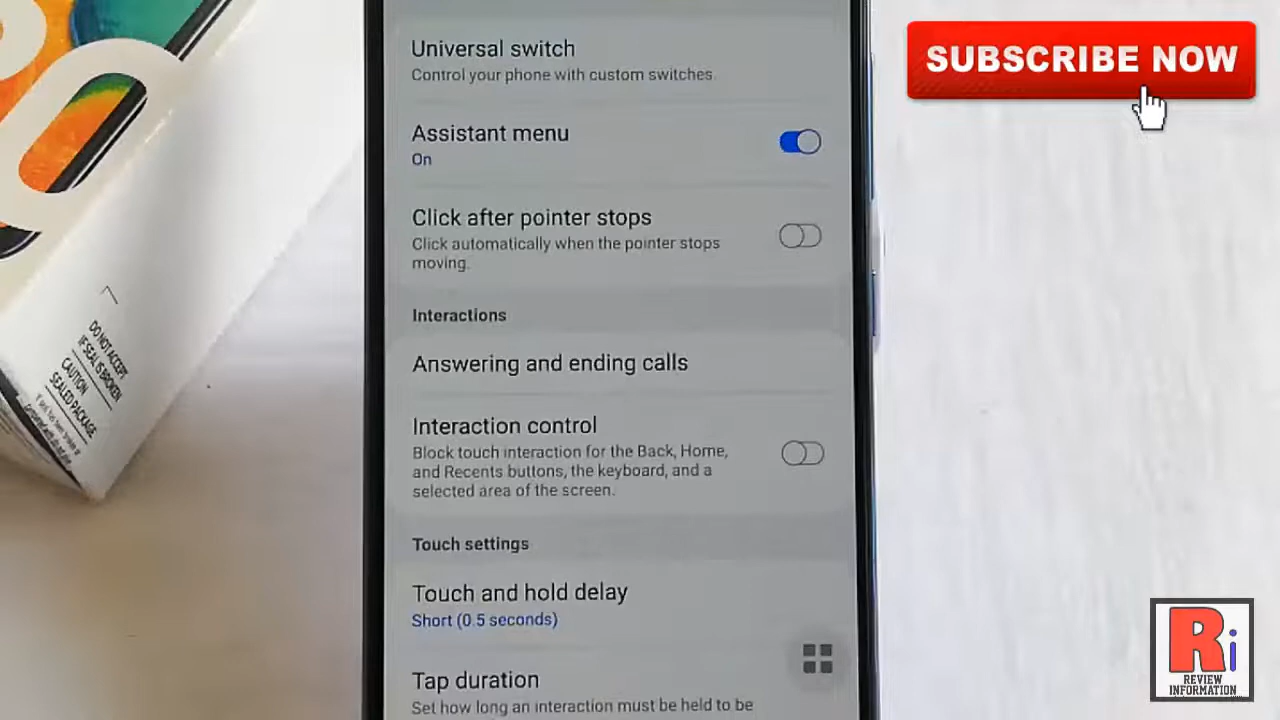 SUBSCRIBE NOW
Universal switch
Control your phone with custom switches.
Assistant menu
On
Click after pointer stops
Click automatically when the pointer stops
moving.
Interactions
Answering and ending calls
Interaction control
Block touch interaction for the Back, Home,
and Recents buttons, the keyboard, and a
selected area of the screen.
Touch settings
Touch and hold delay
Short (0.5 seconds)
Tap duration
Set how long an interaction must be held to be
DO NOT ACCEPT
IF SEAL IS BROKEN
CAUTION
SEALED PACKAGE
Ri
REVIEW
INFORMATION